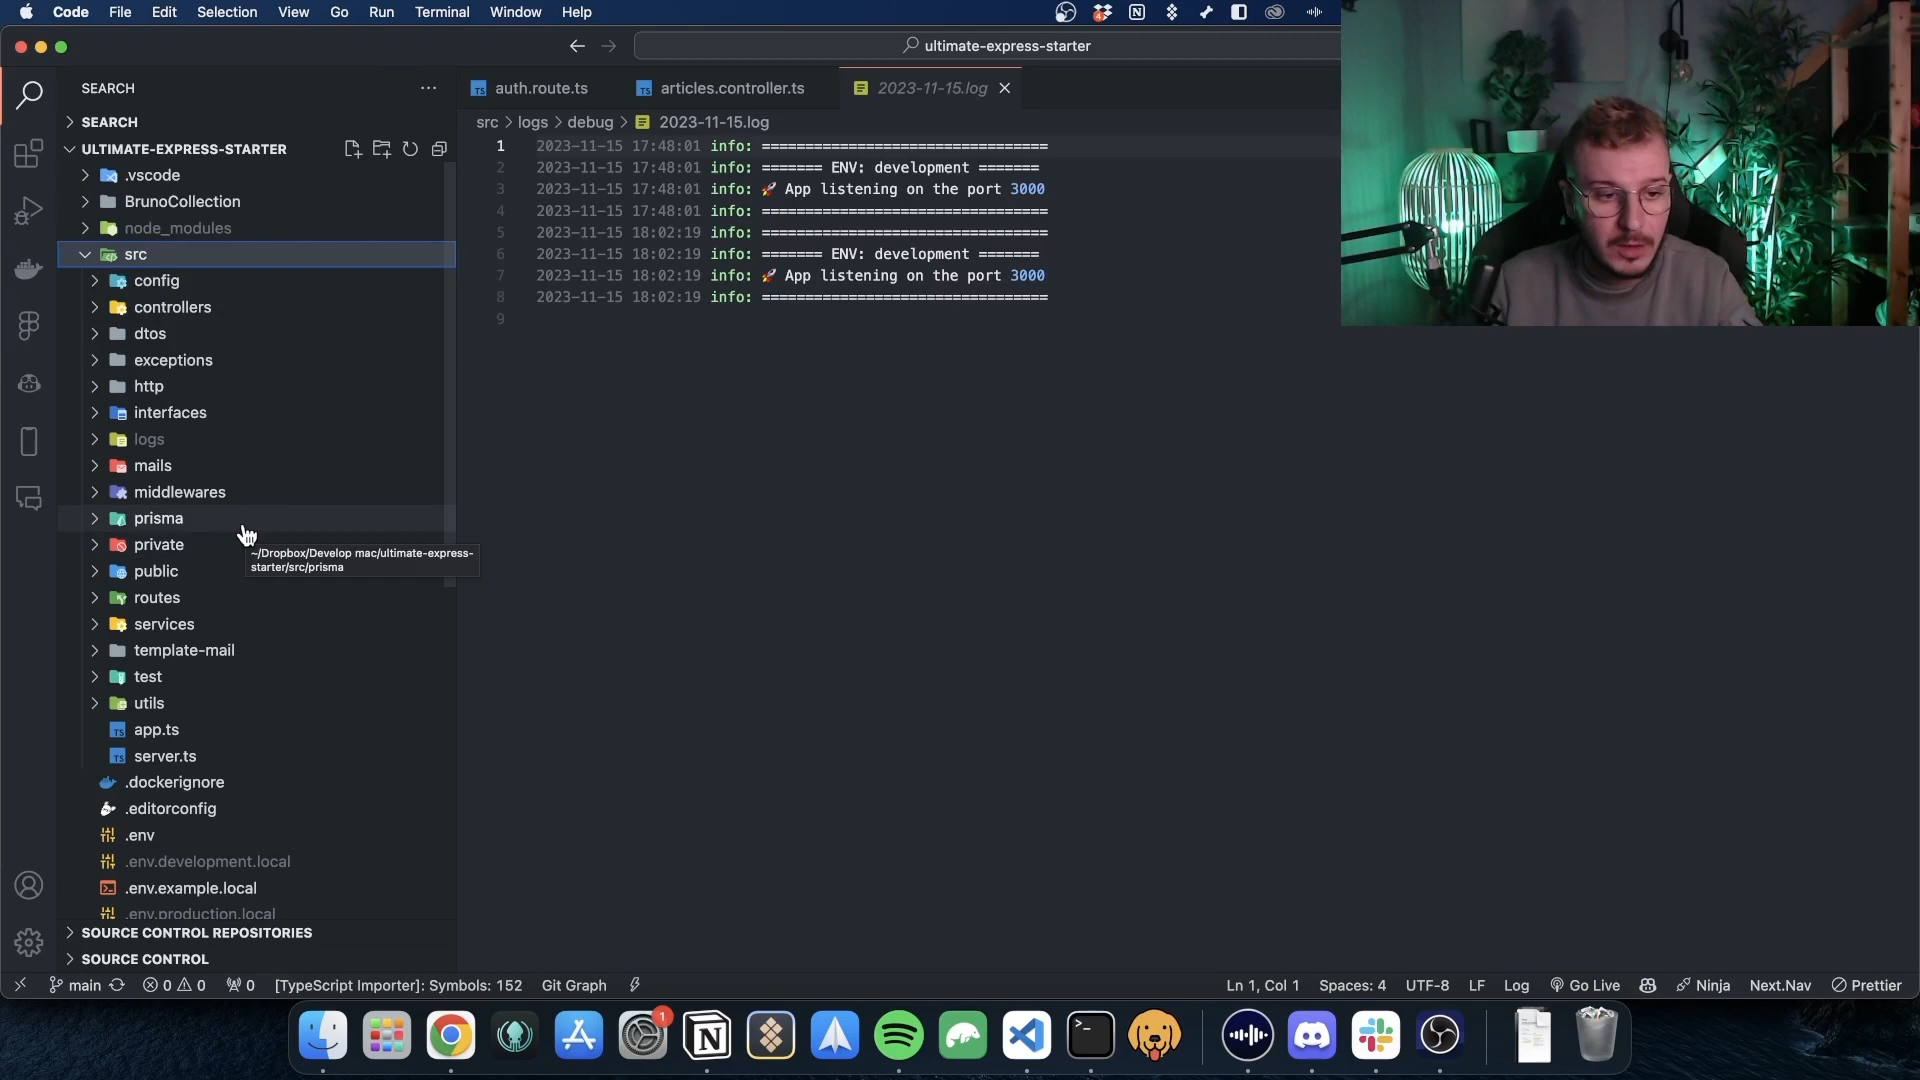 Code File Edit Selection View Go Run Terminal Window Help
4
ultimate-express-starter
SEARCH
SEARCH
ULTIMATE-EXPRESS-STARTER
.vscode
BrunoCollection
node_modules
src
config
controllers
dtos
exceptions
http
interfaces
logs
mails
middlewares
prisma
private
public
routes
services
template-mail
test
utils
TS app.ts
TS server.ts
.dockerignore
.editorconfig
.env
.env.development.local
.env.example.local
.env.production.local
SOURCE CONTROL REPOSITORIES
SOURCE CONTROL
~/Dropbox/Develop mac/ultimate-express-
starter/src/prisma
TS auth.route.ts TS articles.controller.ts 2023-11-15.log
src > logs > debug > 2023-11-15.log
1 2023-11-15 17:48:01 info: =================================
2 2023-11-15 17:48:01 info: ======= ENV: development =======
3 2023-11-15 17:48:01 info: 🚀 App listening on the port 3000
4 2023-11-15 17:48:01 info: =================================
5 2023-11-15 18:02:19 info: =================================
6 2023-11-15 18:02:19 info: ======= ENV: development =======
7 2023-11-15 18:02:19 info: 🚀 App listening on the port 3000
8 2023-11-15 18:02:19 info: =================================
9
main 0 0 0 [TypeScript Importer]: Symbols: 152 Git Graph Ln 1, Col 1 Spaces: 4 UTF-8 LF Log Go Live Ninja Next.Nav Prettier
1